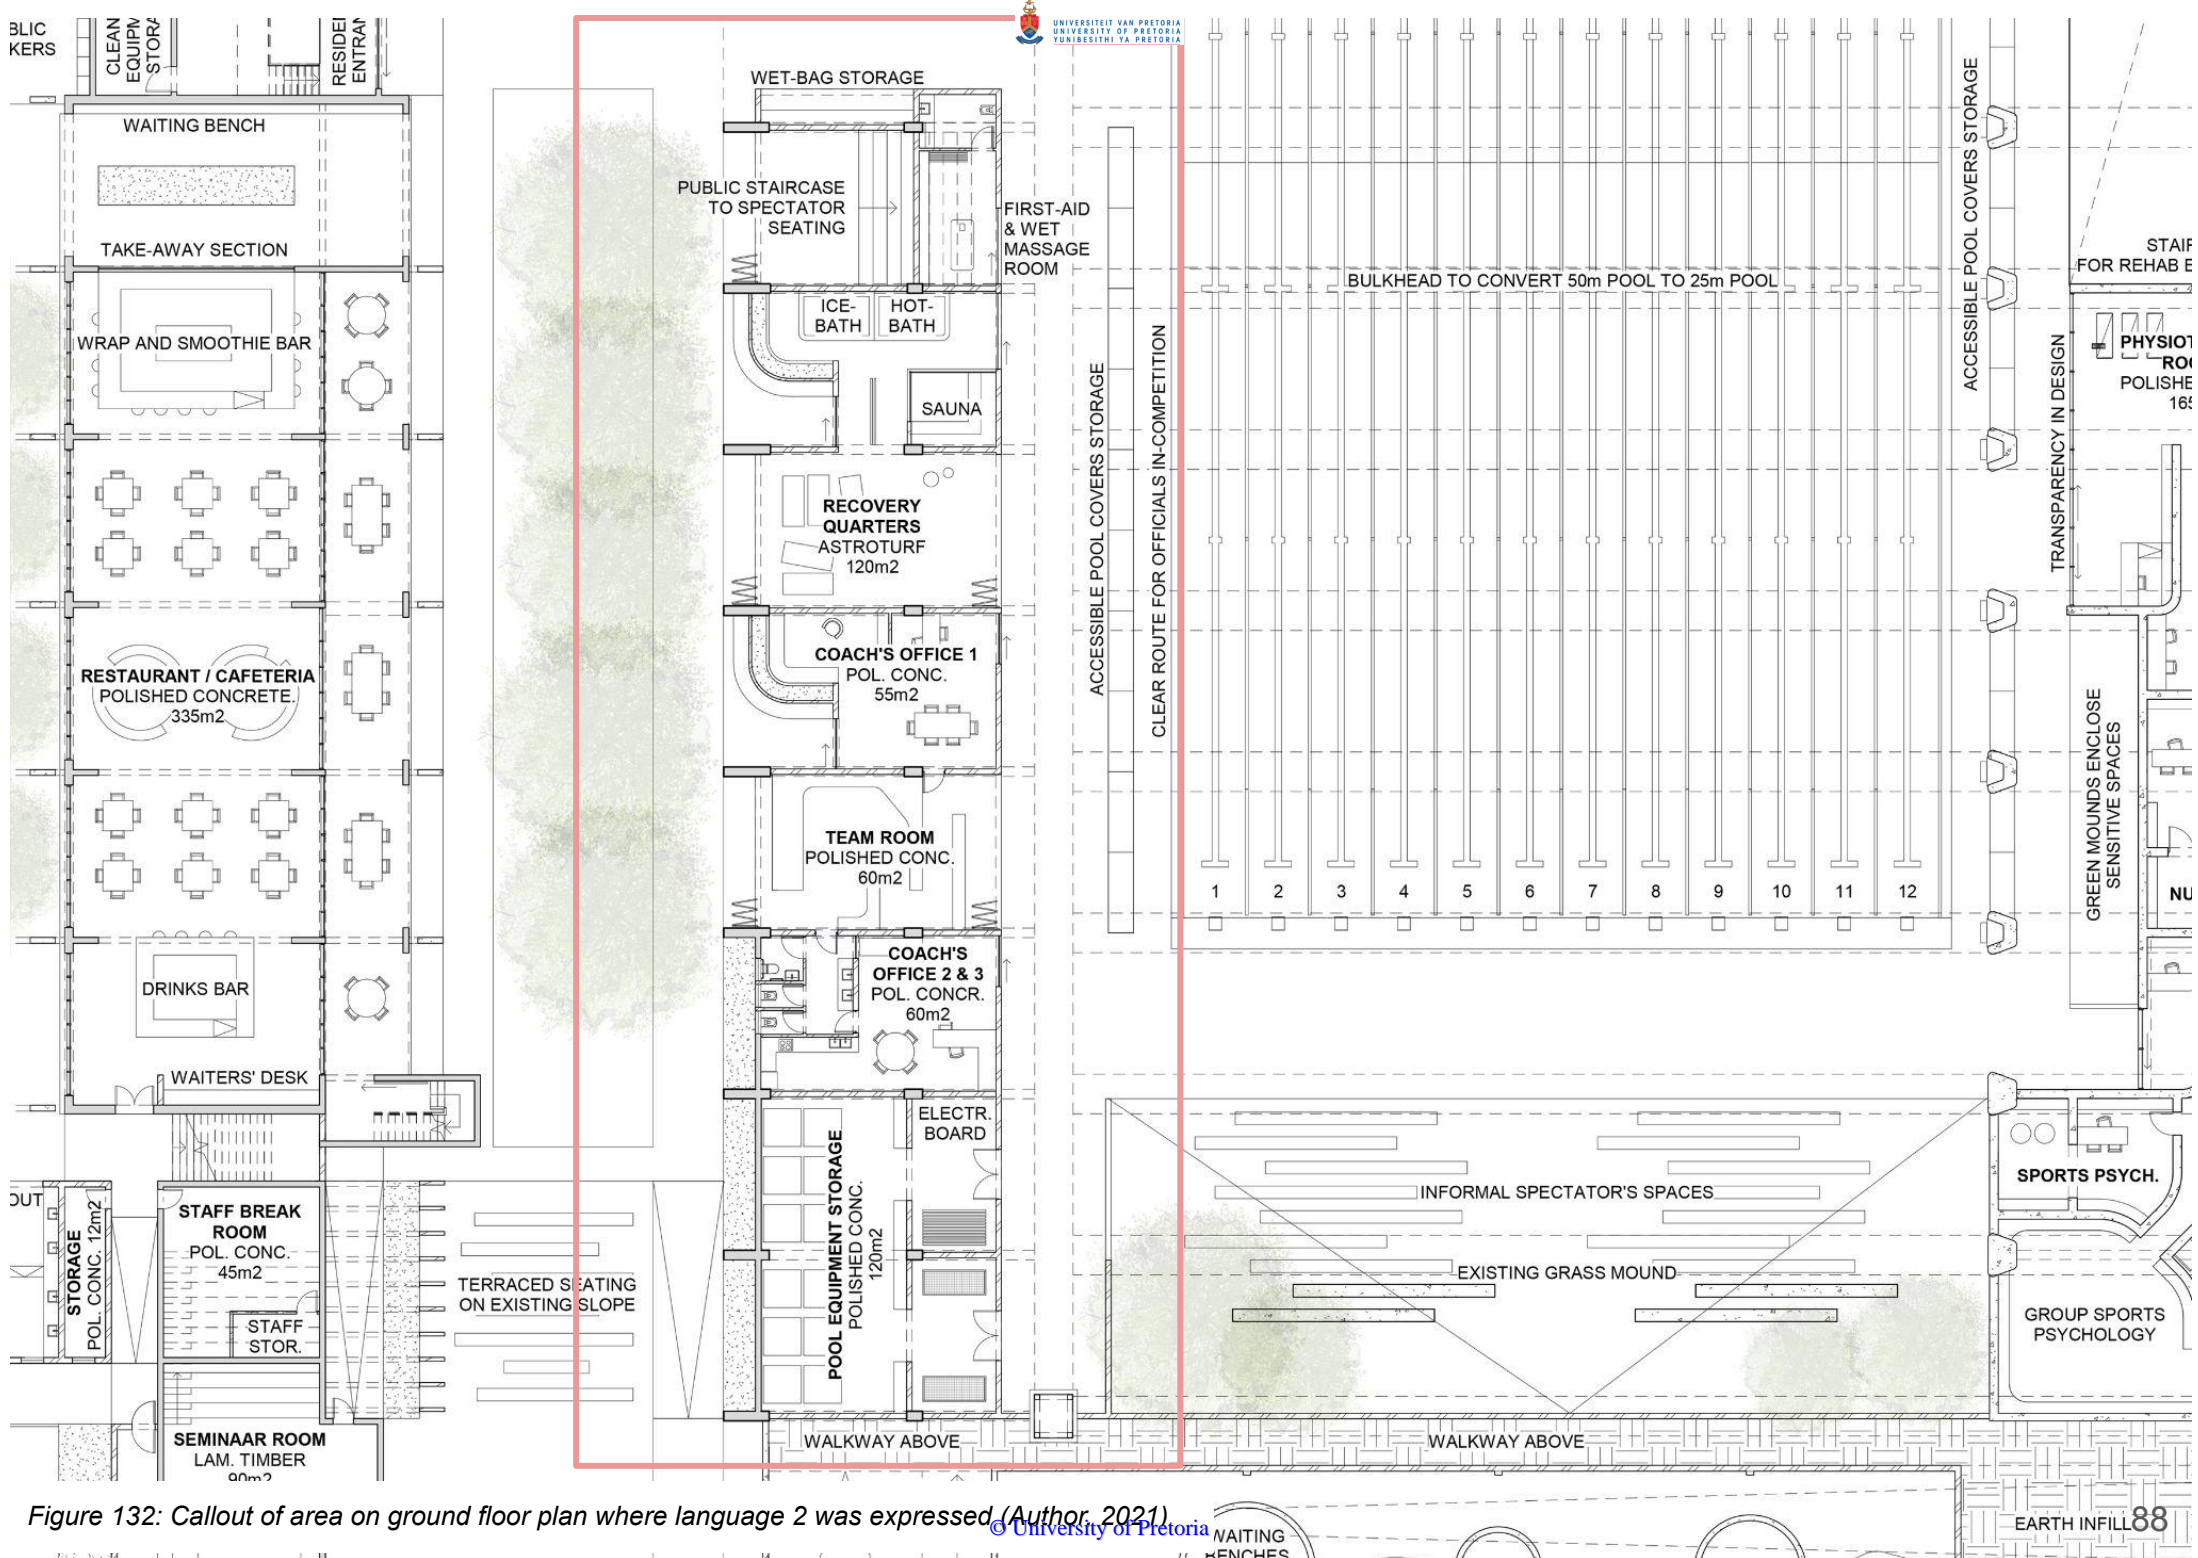 UNIVERSITEIT VAN PRETORIA
UNIVERSITY OF PRETORIA
YUNIBESITHI YA PRETORIA
BLIC
KERS
CLEAN
EQUIPM
STORA
RESIDEN
ENTRAN
WAITING BENCH
TAKE-AWAY SECTION
WRAP AND SMOOTHIE BAR
RESTAURANT / CAFETERIA
POLISHED CONCRETE.
335m2
DRINKS BAR
WAITERS' DESK
OUT
STORAGE
POL. CONC. 12m2
STAFF BREAK
ROOM
POL. CONC.
45m2
STAFF
STOR.
SEMINAAR ROOM
LAM. TIMBER
90m2
TERRACED SEATING
ON EXISTING SLOPE
WET-BAG STORAGE
PUBLIC STAIRCASE
TO SPECTATOR
SEATING
FIRST-AID
& WET
MASSAGE
ROOM
ICE-
BATH
HOT-
BATH
SAUNA
RECOVERY
QUARTERS
ASTROTURF
120m2
COACH'S OFFICE 1
POL. CONC.
55m2
TEAM ROOM
POLISHED CONC.
60m2
COACH'S
OFFICE 2 & 3
POL. CONCR.
60m2
ELECTR.
BOARD
POOL EQUIPMENT STORAGE
POLISHED CONC.
120m2
WALKWAY ABOVE
ACCESSIBLE POOL COVERS STORAGE
CLEAR ROUTE FOR OFFICIALS IN-COMPETITION
BULKHEAD TO CONVERT 50m POOL TO 25m POOL
1 2 3 4 5 6 7 8 9 10 11 12
ACCESSIBLE POOL COVERS STORAGE
STAIR
FOR REHAB E
TRANSPARENCY IN DESIGN
PHYSIOT
ROO
POLISHE
165
GREEN MOUNDS ENCLOSE
SENSITIVE SPACES
NU
INFORMAL SPECTATOR'S SPACES
EXISTING GRASS MOUND
SPORTS PSYCH.
GROUP SPORTS
PSYCHOLOGY
WALKWAY ABOVE
WAITING
BENCHES
EARTH INFILL
Figure 132: Callout of area on ground floor plan where language 2 was expressed (Author, 2021)
© University of Pretoria
88